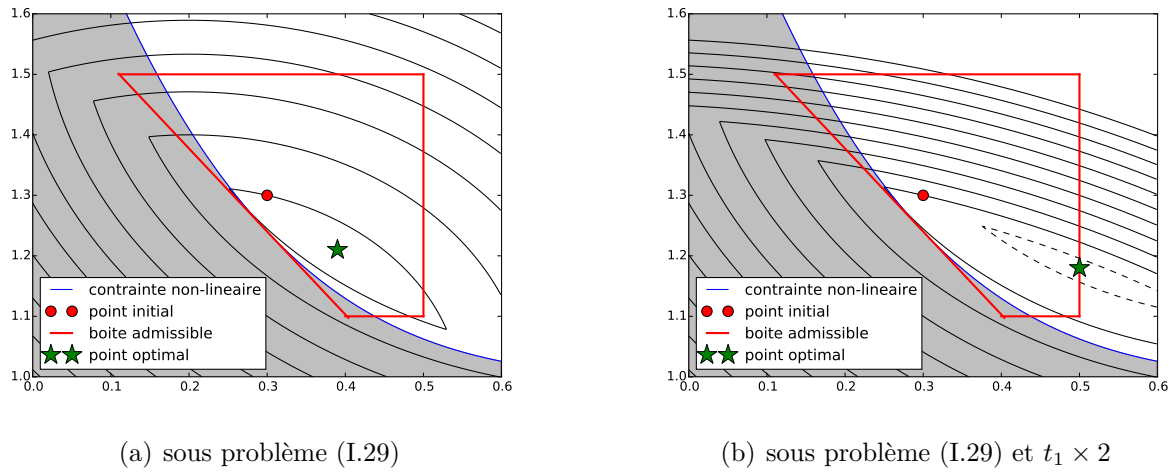 1.6
1.5
1.4
1.3
1.2
1.1
1.0
0.0 0.1 0.2 0.3 0.4 0.5 0.6
contrainte non-lineaire
point initial
boite admissible
point optimal
(a) sous problème (I.29)
1.6
1.5
1.4
1.3
1.2
1.1
1.0
0.0 0.1 0.2 0.3 0.4 0.5 0.6
contrainte non-lineaire
point initial
boite admissible
point optimal
(b) sous problème (I.29) et t₁ × 2